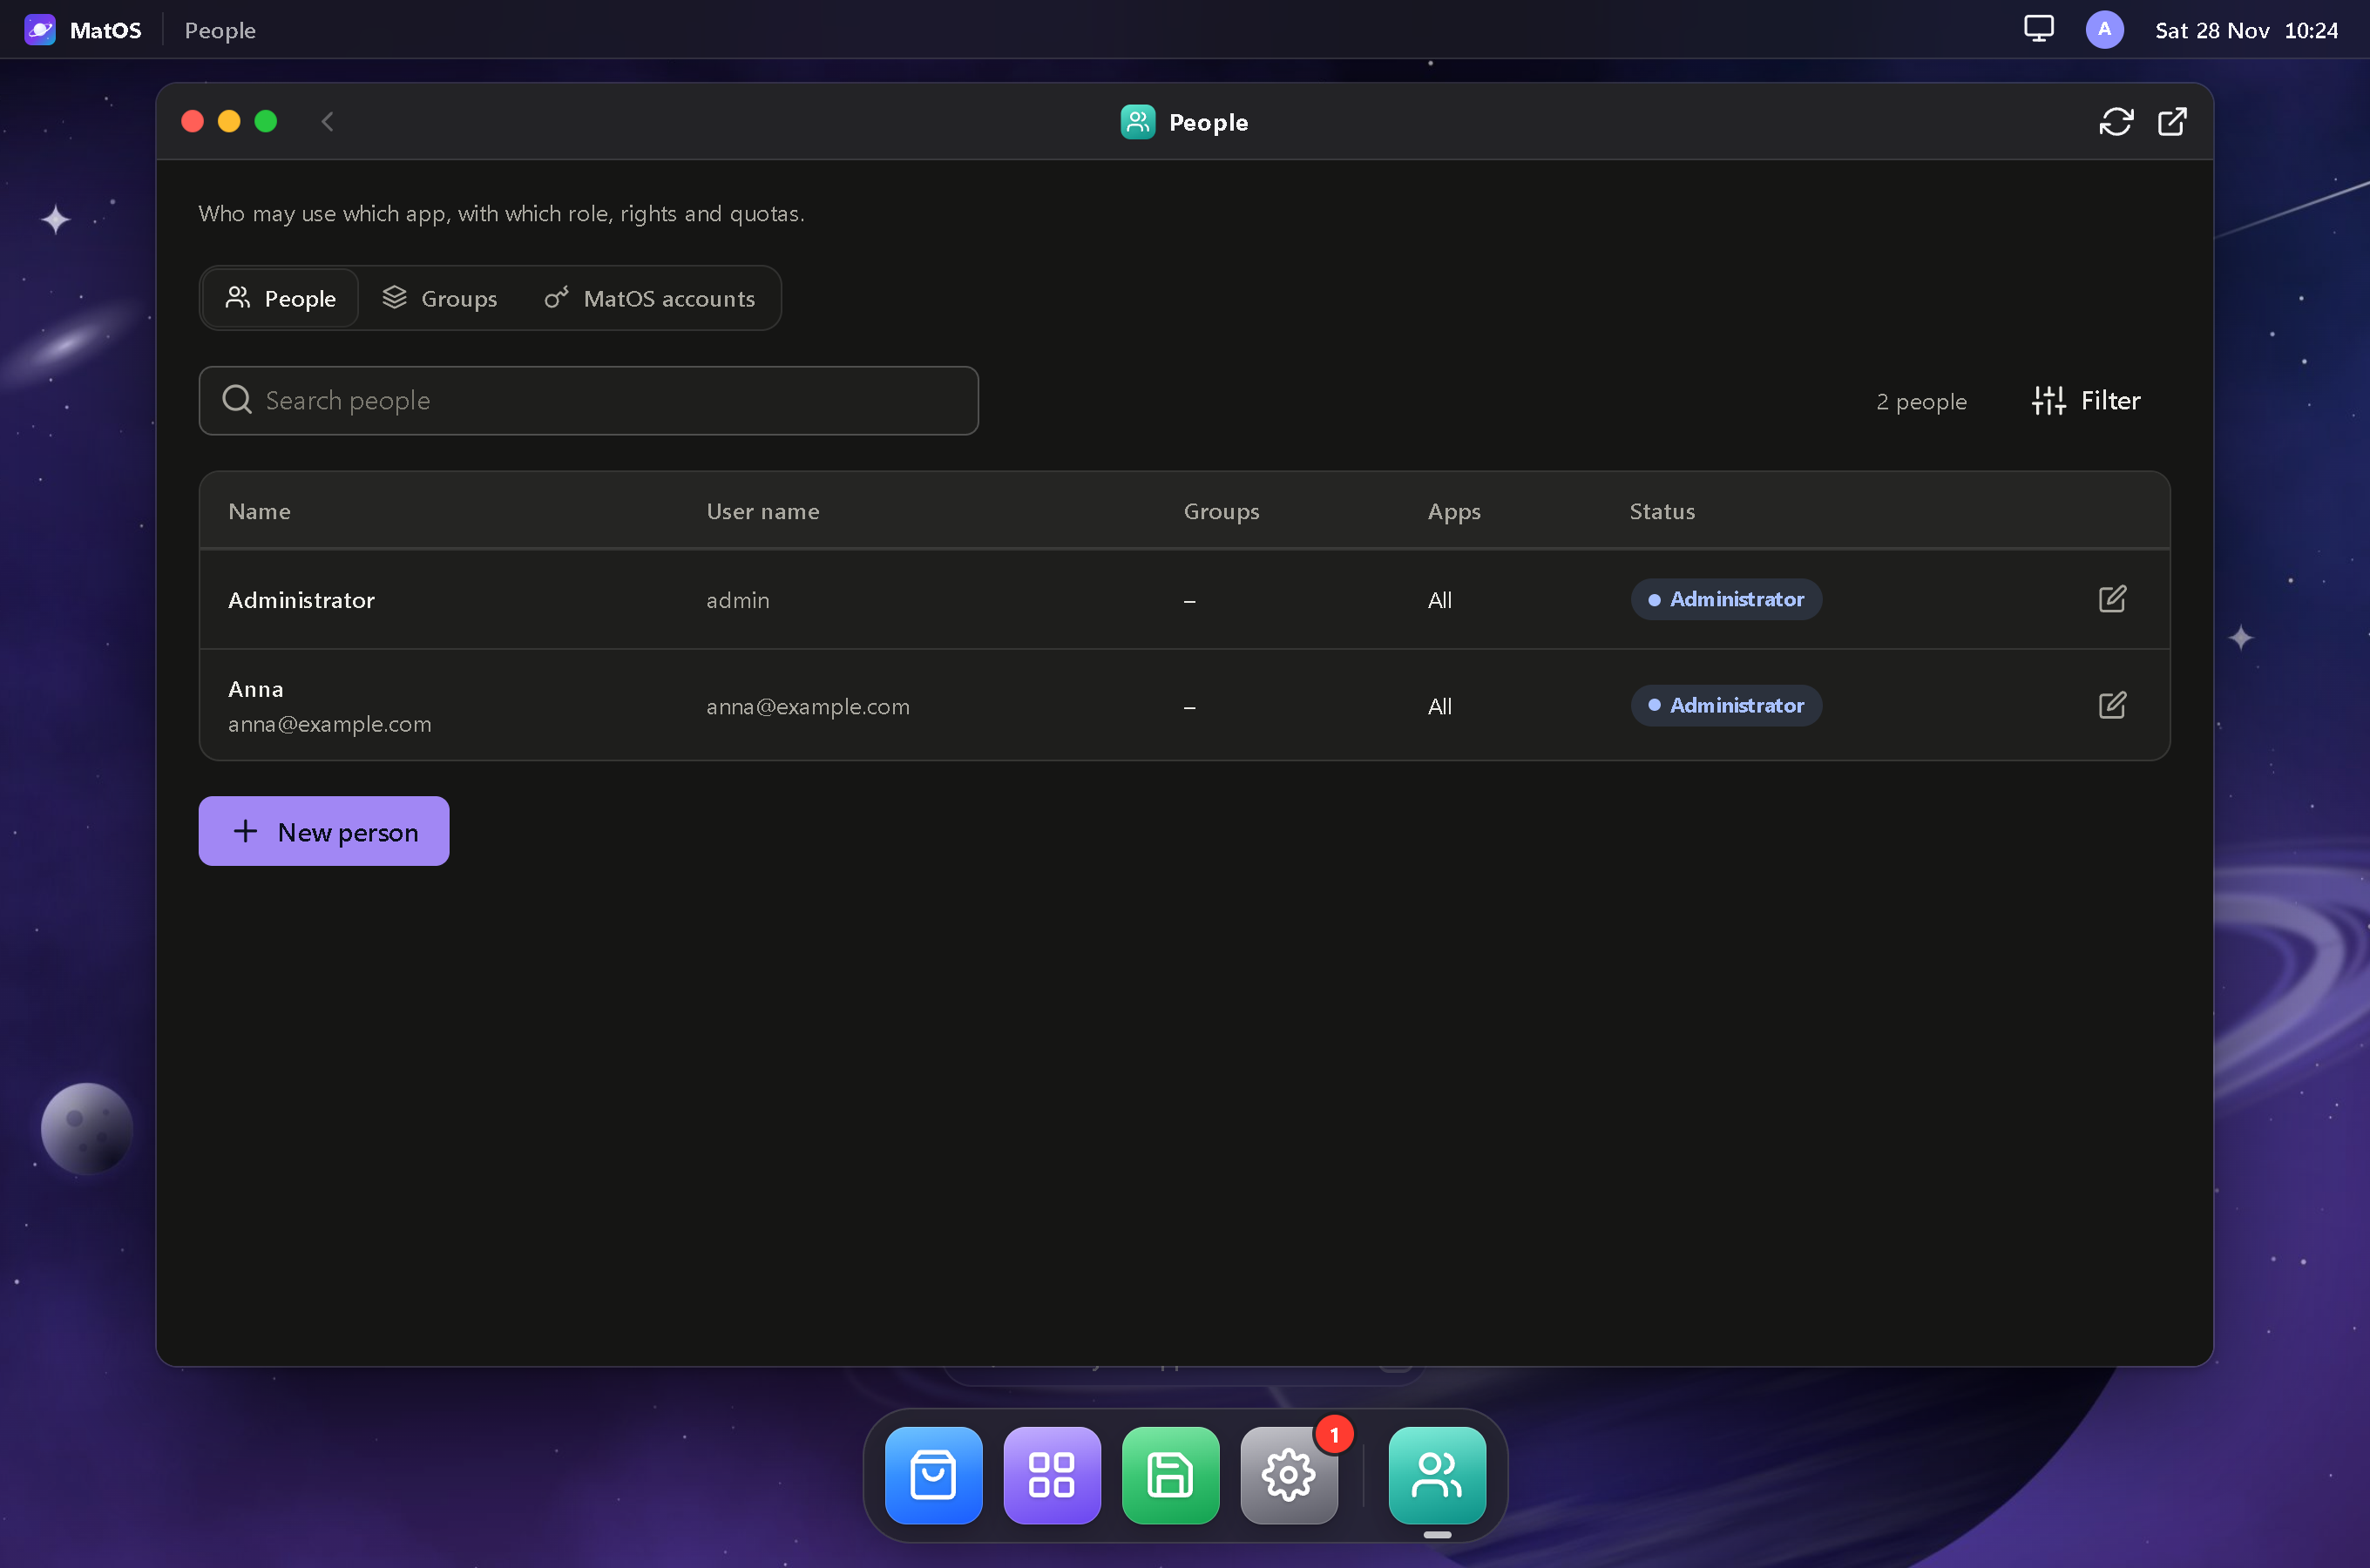 MatOS People Sat 28 Nov 10:24
A
People
Who may use which app, with which role, rights and quotas.
People Groups MatOS accounts
Search people 2 people Filter
Name User name Groups Apps Status
Administrator admin – All Administrator
Anna
anna@example.com anna@example.com – All Administrator
New person
1